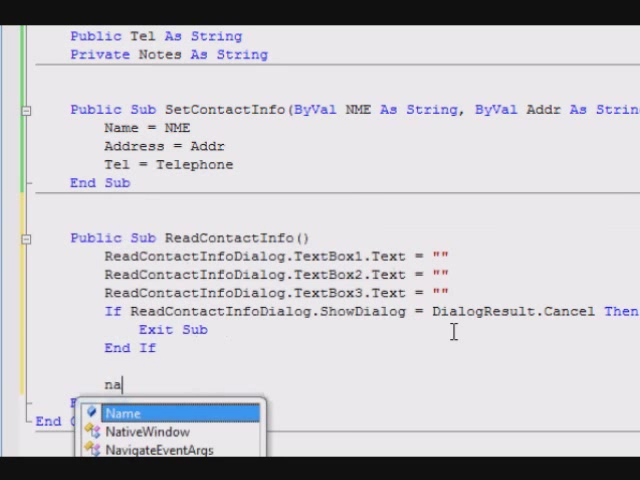 Public Tel As String
Private Notes As String
Public Sub SetContactInfo(ByVal NME As String, ByVal Addr As Strin
Name = NME
Address = Addr
Tel = Telephone
End Sub
Public Sub ReadContactInfo()
ReadContactInfoDialog.TextBox1.Text = ""
ReadContactInfoDialog.TextBox2.Text = ""
ReadContactInfoDialog.TextBox3.Text = ""
If ReadContactInfoDialog.ShowDialog = DialogResult.Cancel Then
Exit Sub
End If
na
Name
End
NativeWindow
NavigateEventArgs